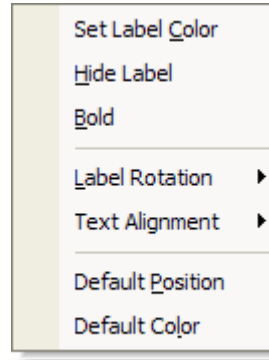 Set Label Color
Hide Label
Bold
Label Rotation
Text Alignment
Default Position
Default Color